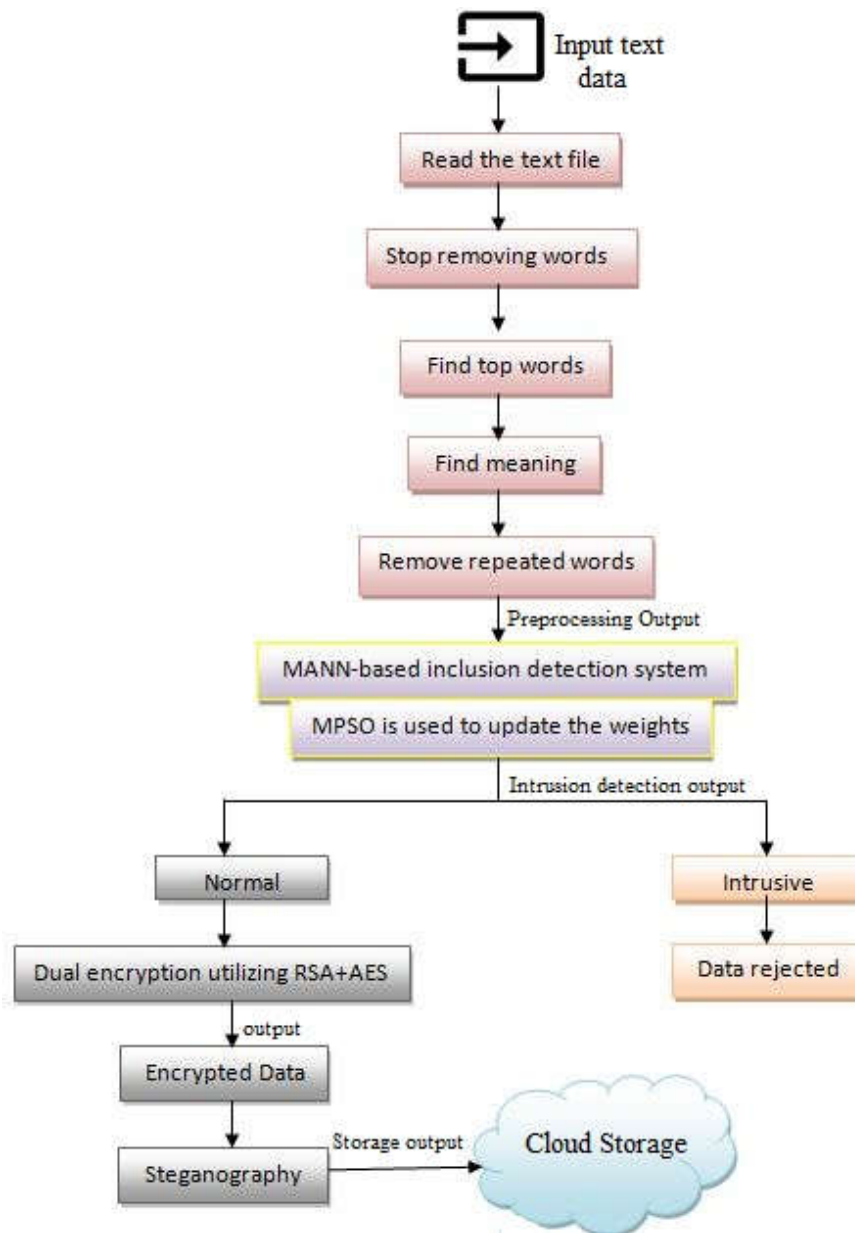 Input text
data
Read the text file
Stop removing words
Find top words
Find meaning
Remove repeated words
Preprocessing Output
MANN-based inclusion detection system
MPSO is used to update the weights
Intrusion detection output
Normal
Intrusive
Dual encryption utilizing RSA+AES
Data rejected
output
Encrypted Data
Storage output
Cloud Storage
Steganography